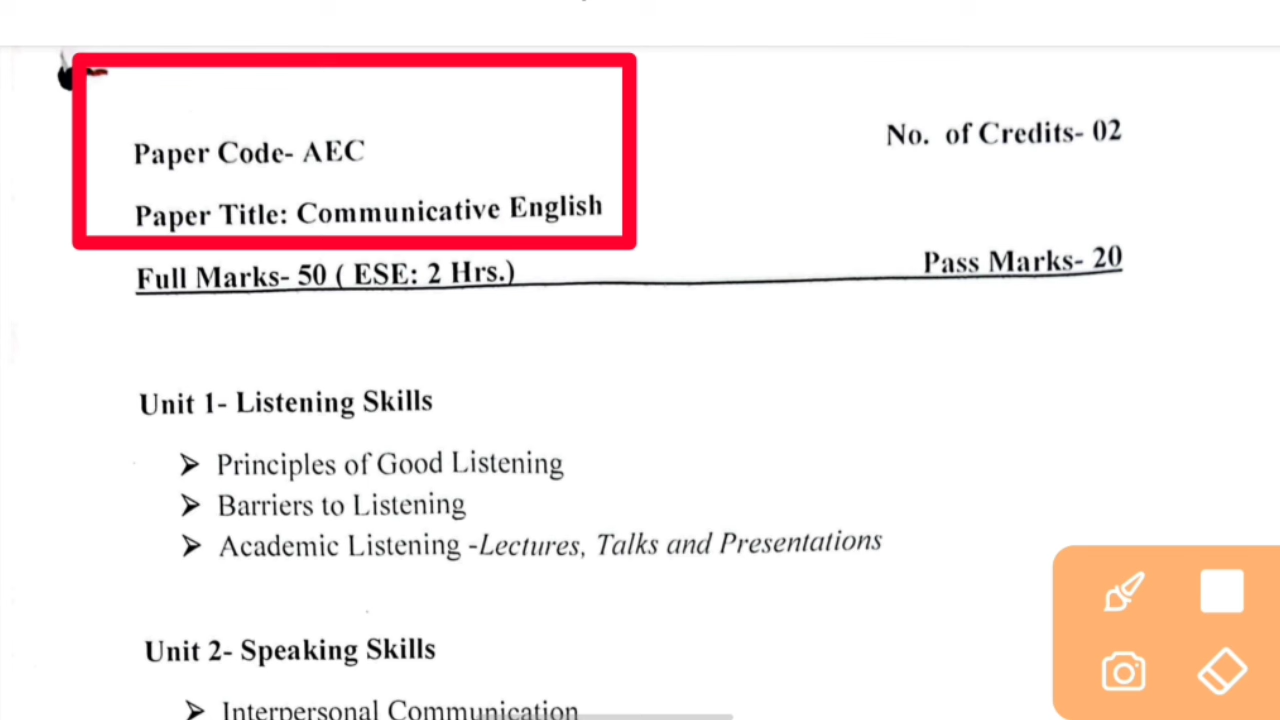 Paper Code- AEC
No. of Credits- 02
Paper Title: Communicative English
Full Marks- 50 ( ESE: 2 Hrs.)
Pass Marks- 20
Unit 1- Listening Skills
➤ Principles of Good Listening
➤ Barriers to Listening
➤ Academic Listening -Lectures, Talks and Presentations
Unit 2- Speaking Skills
➤ Interpersonal Communication